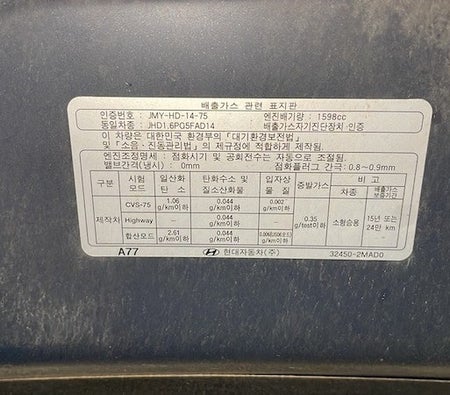 배출가스 관련 표지판
인증번호: JMY-HD-14-75 엔진배기량: 1598cc
동일차종: JHD1.6PG5FAD14 배출가스자기진단장치:인증
이 차량은 대한민국 환경부의 「대기환경보전법」
및 「소음·진동관리법」의 제규정에 적합하게 제작됨.
엔진조정명세: 점화시기 및 공회전수는 자동으로 조절됨.
밸브간격(냉시): 0mm 점화플러그 간극: 0.8~0.9mm
구분 시험모드 일산화탄소 탄화수소 및 질소산화물 입자상물질 증발가스 비고
차종 배출가스보증기간
제작차 CVS-75 1.06 g/km이하 0.044 g/km이하 0.002 g/km이하 0.35 g/test이하 소형승용 15년 또는 24만 km
Highway - 0.044 g/km이하 -
합산모드 2.61 g/km이하 0.044 g/km이하
A77 현대자동차(주) 32450-2MAD0